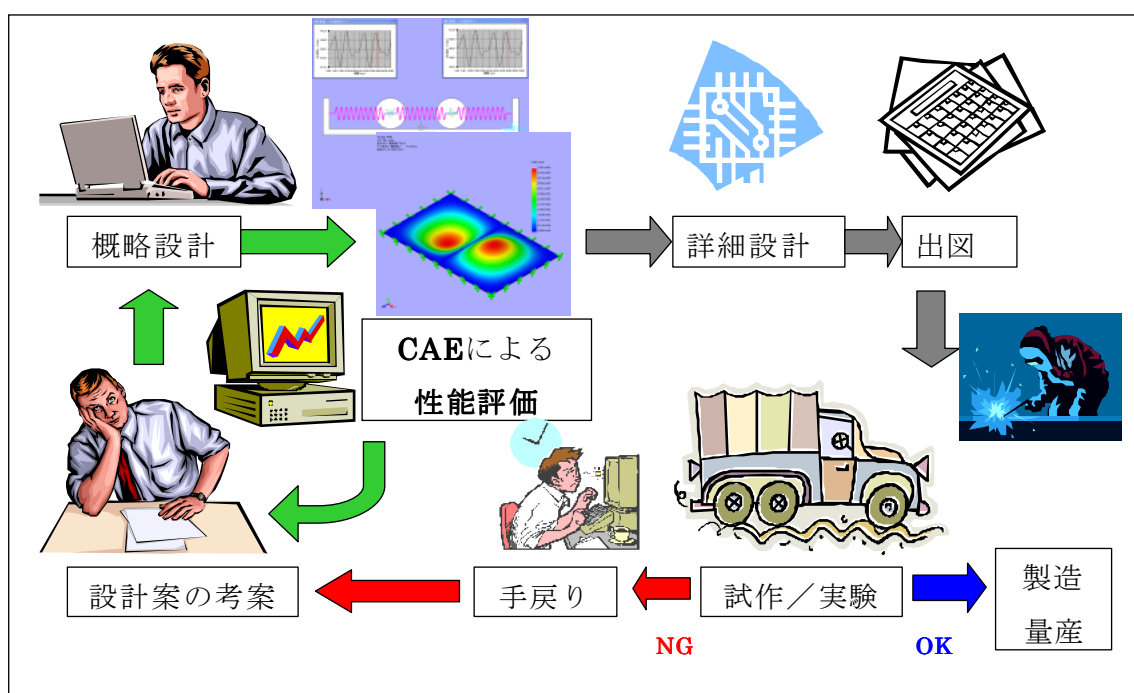 概略設計
詳細設計
出図
CAEによる
性能評価
設計案の考案
手戻り
試作／実験
製造
量産
NG
OK